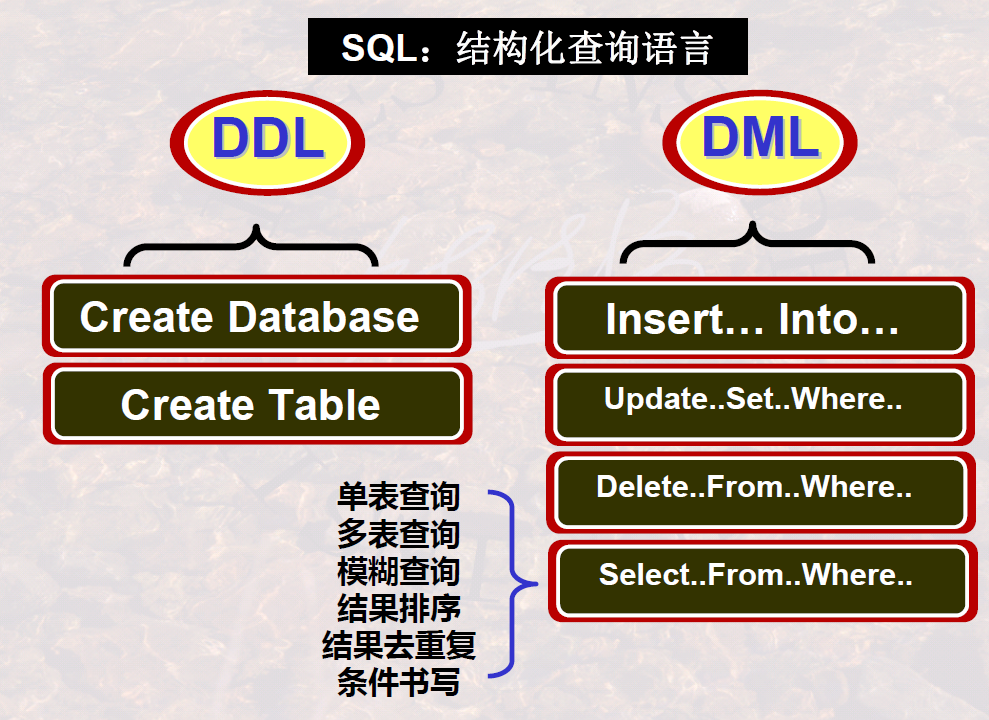 SQL：结构化查询语言
DDL
DML
Create Database
Create Table
Insert… Into…
Update..Set..Where..
Delete..From..Where..
Select..From..Where..
单表查询
多表查询
模糊查询
结果排序
结果去重复
条件书写